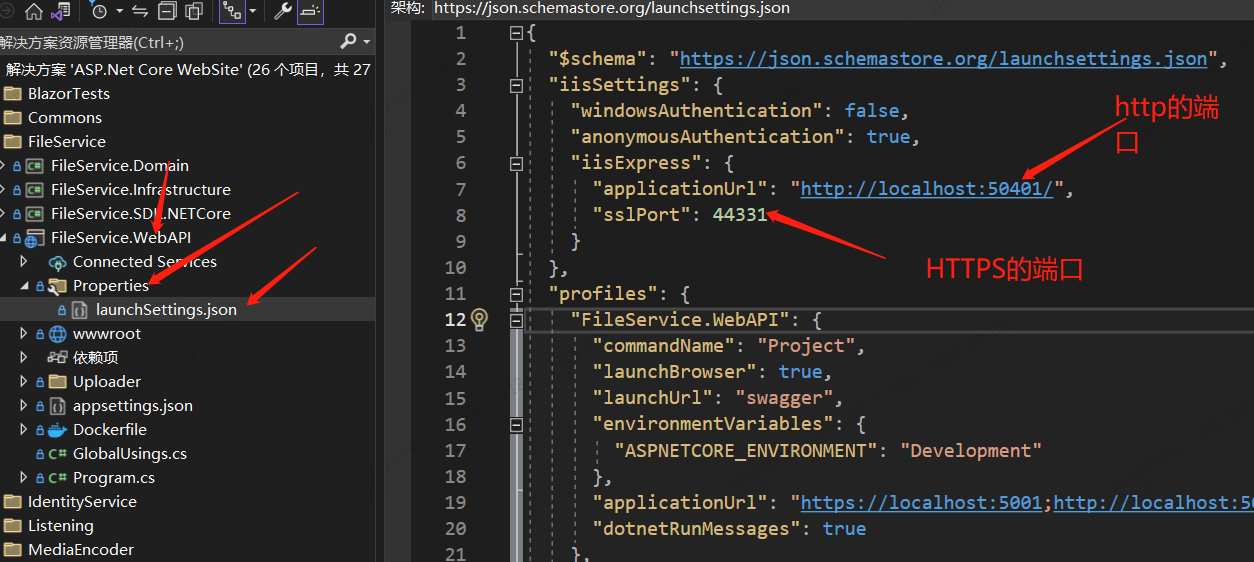 解决方案资源管理器(Ctrl+;)
解决方案 'ASP.Net Core WebSite' (26 个项目，共 27
BlazorTests
Commons
FileService
FileService.Domain
FileService.Infrastructure
FileService.SDK.NETCore
FileService.WebAPI
Connected Services
Properties
launchSettings.json
wwwroot
依赖项
Uploader
appsettings.json
Dockerfile
GlobalUsings.cs
Program.cs
IdentityService
Listening
MediaEncoder
架构: https://json.schemastore.org/launchsettings.json
1 {
2 "$schema": "https://json.schemastore.org/launchsettings.json",
3 "iisSettings": {
4 "windowsAuthentication": false,
5 "anonymousAuthentication": true,
6 "iisExpress": {
7 "applicationUrl": "http://localhost:50401/",
8 "sslPort": 44331
9 }
10 },
11 "profiles": {
12 "FileService.WebAPI": {
13 "commandName": "Project",
14 "launchBrowser": true,
15 "launchUrl": "swagger",
16 "environmentVariables": {
17 "ASPNETCORE_ENVIRONMENT": "Development"
18 },
19 "applicationUrl": "https://localhost:5001;http://localhost:50
20 "dotnetRunMessages": true
21 },
http的端
口
HTTPS的端口